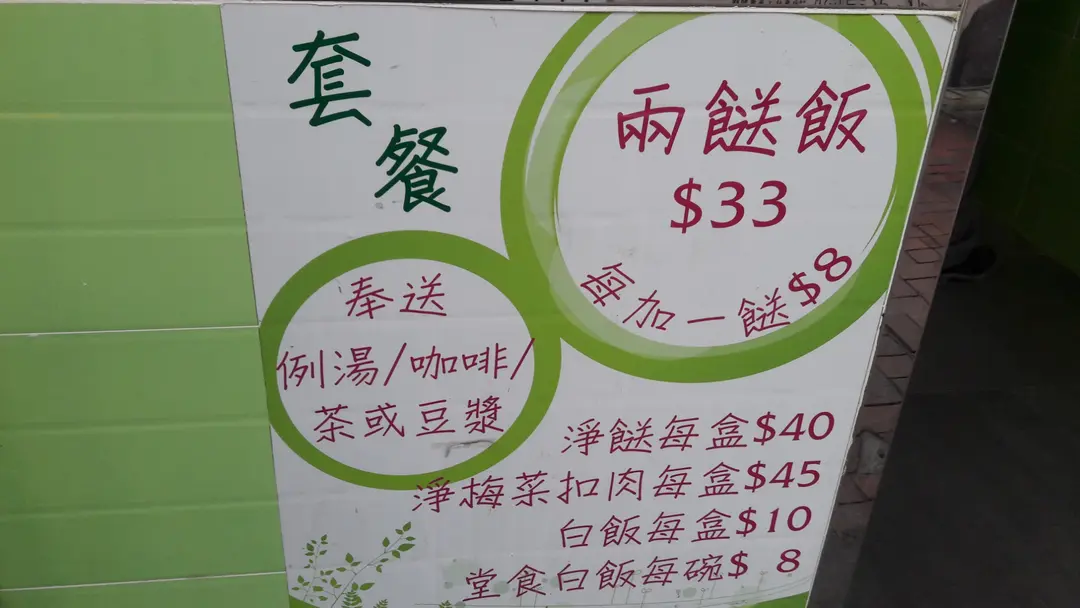 套餐
兩餸飯
$33
每加一餸$8
奉送
例湯/咖啡/
茶或豆漿
淨餸每盒$40
淨梅菜扣肉每盒$45
白飯每盒$10
堂食白飯每碗$ 8